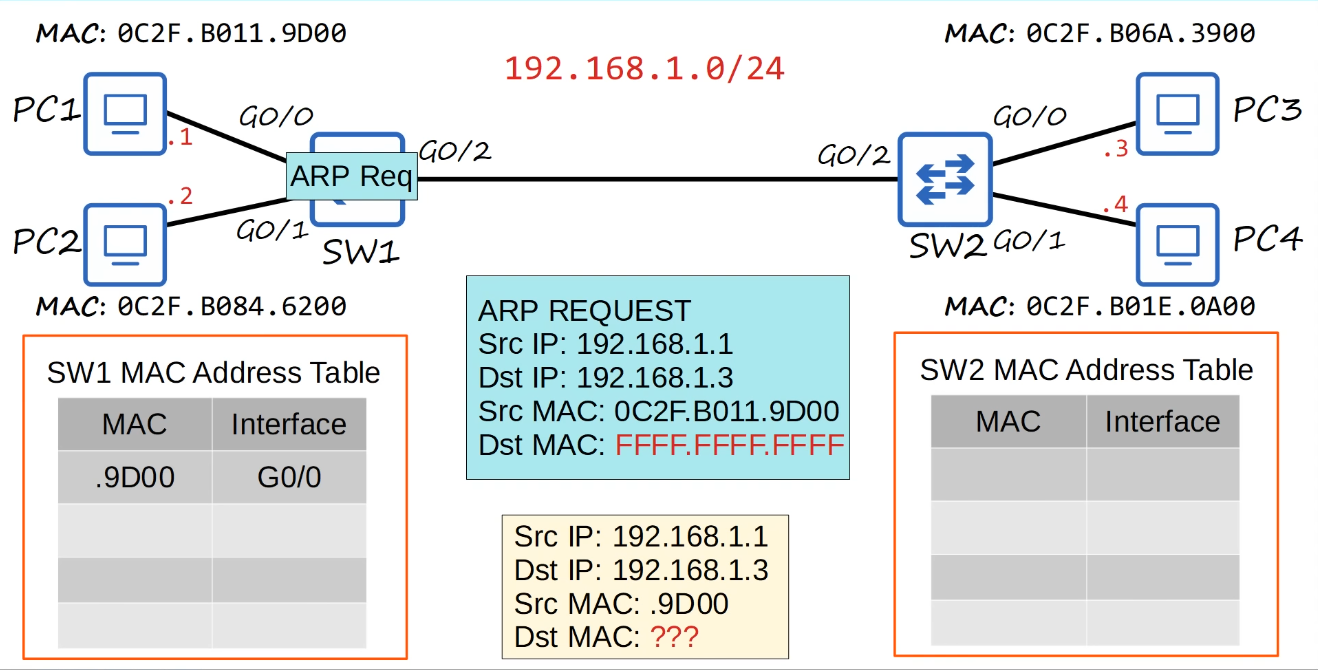 MAC: 0C2F.B011.9D00
MAC: 0C2F.B06A.3900
192.168.1.0/24
PC1
.1
G0/0
G0/2
ARP Req
SW1
PC2
.2
G0/1
MAC: 0C2F.B084.6200
G0/2
SW2
G0/0
.3
PC3
G0/1
.4
PC4
MAC: 0C2F.B01E.0A00
ARP REQUEST
Src IP: 192.168.1.1
Dst IP: 192.168.1.3
Src MAC: 0C2F.B011.9D00
Dst MAC: FFFF.FFFF.FFFF
SW1 MAC Address Table
MAC Interface
.9D00 G0/0
SW2 MAC Address Table
MAC Interface
Src IP: 192.168.1.1
Dst IP: 192.168.1.3
Src MAC: .9D00
Dst MAC: ???